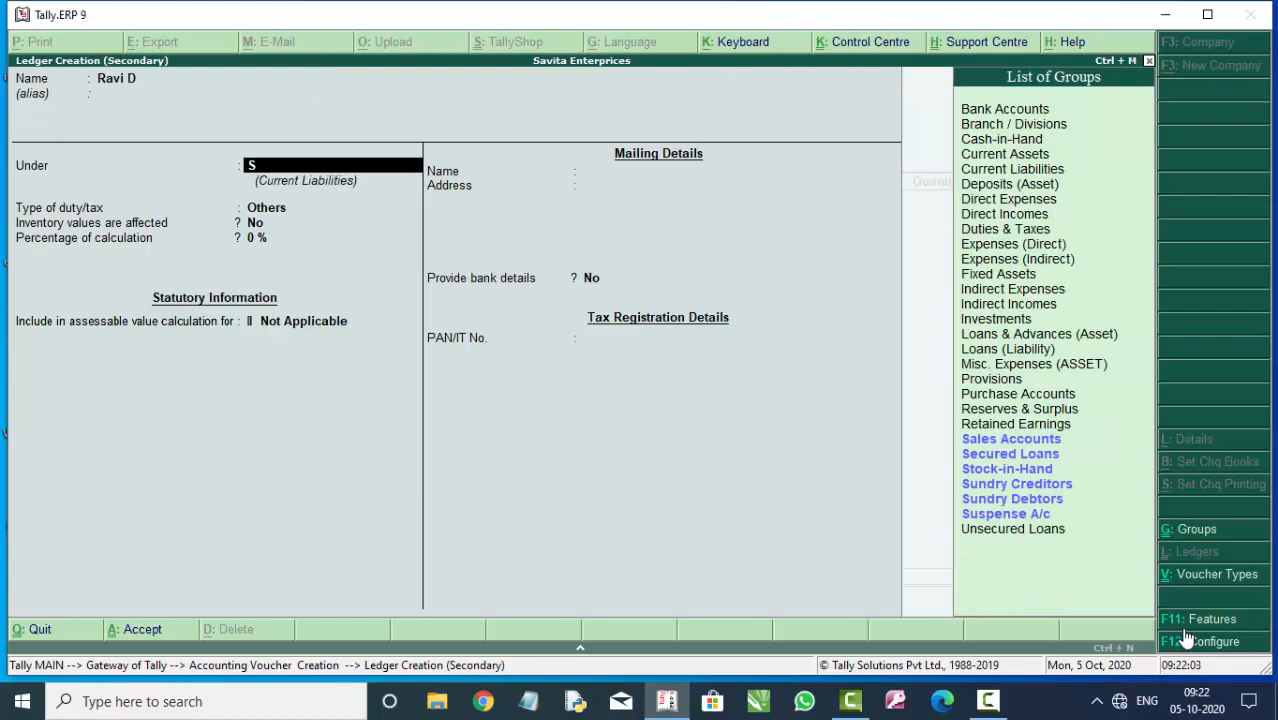 Tally.ERP 9
P: Print E: Export M: E-Mail O: Upload S: TallyShop G: Language K: Keyboard K: Control Centre H: Support Centre H: Help F3: Company
Ledger Creation (Secondary) Savita Enterprises Ctrl + M
F3: New Company
Name : Ravi D
(alias) :
List of Groups
Bank Accounts
Branch / Divisions
Cash-in-Hand
Current Assets
Current Liabilities
Deposits (Asset)
Direct Expenses
Direct Incomes
Duties & Taxes
Expenses (Direct)
Expenses (Indirect)
Fixed Assets
Indirect Expenses
Indirect Incomes
Investments
Loans & Advances (Asset)
Loans (Liability)
Misc. Expenses (ASSET)
Provisions
Purchase Accounts
Reserves & Surplus
Retained Earnings
Sales Accounts
Secured Loans
Stock-in-Hand
Sundry Creditors
Sundry Debtors
Suspense A/c
Unsecured Loans
Under : S
(Current Liabilities)
Type of duty/tax : Others
Inventory values are affected ? No
Percentage of calculation ? 0 %
Statutory Information
Include in assessable value calculation for : Not Applicable
Mailing Details
Name :
Address :
Provide bank details ? No
Tax Registration Details
PAN/IT No. :
L: Details
B: Set Chq Books
S: Set Chq Printing
G: Groups
L: Ledgers
V: Voucher Types
F11: Features
F12: Configure
Q: Quit A: Accept D: Delete
Ctrl + N
Tally MAIN --> Gateway of Tally --> Accounting Voucher Creation --> Ledger Creation (Secondary) © Tally Solutions Pvt Ltd., 1988-2019 Mon, 5 Oct, 2020 09:22:03
Type here to search ENG 09:22
05-10-2020